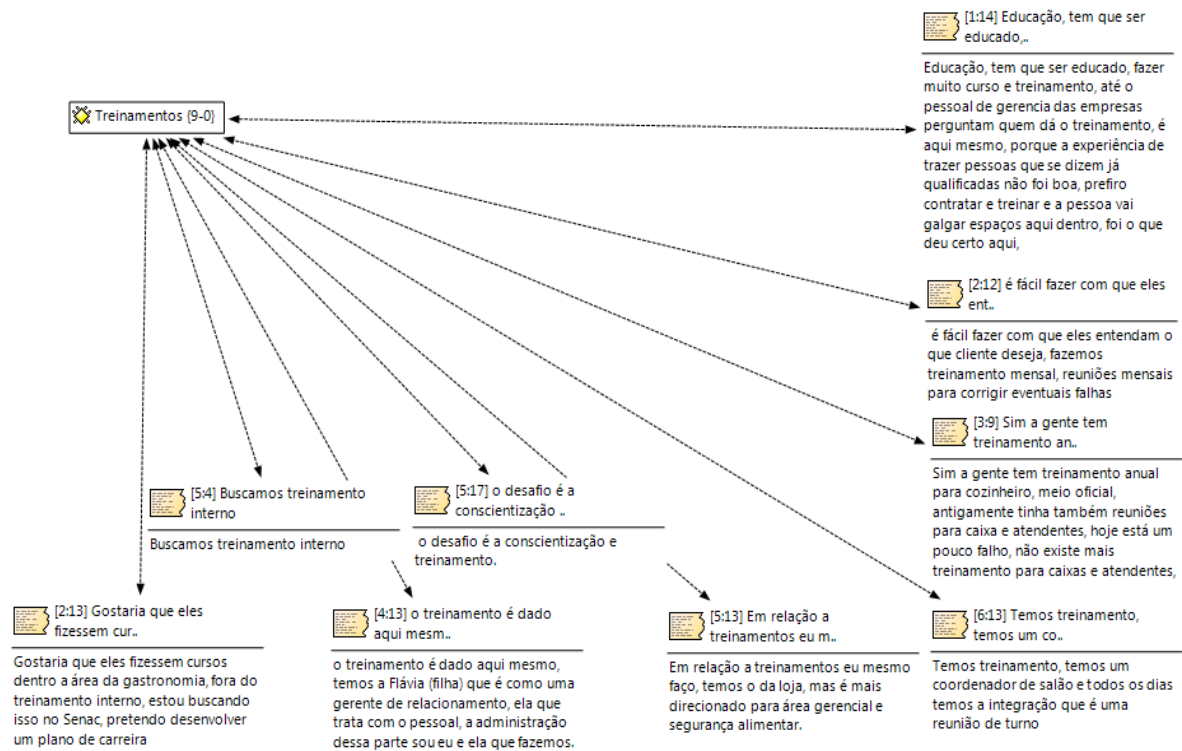 Treinamentos {9-0}
[1:14] Educação, tem que ser
educado,..
Educação, tem que ser educado, fazer
muito curso e treinamento, até o
pessoal de gerencia das empresas
perguntam quem dá o treinamento, é
aqui mesmo, porque a experiência de
trazer pessoas que se dizem já
qualificadas não foi boa, prefiro
contratar e treinar e a pessoa vai
galgar espaços aqui dentro, foi o que
deu certo aqui,
[2:12] é fácil fazer com que eles
ent..
é fácil fazer com que eles entendam o
que cliente deseja, fazemos
treinamento mensal, reuniões mensais
para corrigir eventuais falhas
[3:9] Sim a gente tem
treinamento an..
Sim a gente tem treinamento anual
para cozinheiro, meio oficial,
antigamente tinha também reuniões
para caixa e atendentes, hoje está um
pouco falho, não existe mais
treinamento para caixas e atendentes,
[5:4] Buscamos treinamento
interno
Buscamos treinamento interno
[5:17] o desafio é a
conscientização ..
o desafio é a conscientização e
treinamento.
[2:13] Gostaria que eles
fizessem cur..
Gostaria que eles fizessem cursos
dentro a área da gastronomia, fora do
treinamento interno, estou buscando
isso no Senac, pretendo desenvolver
um plano de carreira
[4:13] o treinamento é dado
aqui mesm..
o treinamento é dado aqui mesmo,
temos a Flávia (filha) que é como uma
gerente de relacionamento, ela que
trata com o pessoal, a administração
dessa parte sou eu e ela que fazemos.
[5:13] Em relação a
treinamentos eu m..
Em relação a treinamentos eu mesmo
faço, temos o da loja, mas é mais
direcionado para área gerencial e
segurança alimentar.
[6:13] Temos treinamento,
temos um co..
Temos treinamento, temos um
coordenador de salão e todos os dias
temos a integração que é uma
reunião de turno